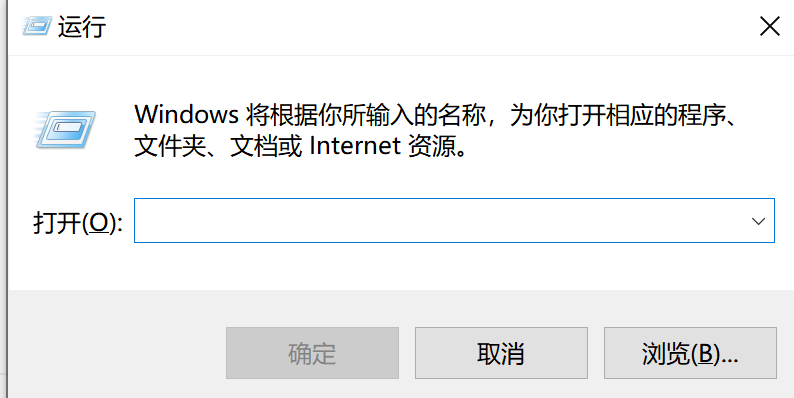 运行
Windows 将根据你所输入的名称，为你打开相应的程序、
文件夹、文档或 Internet 资源。
打开(O):
确定 取消 浏览(B)...